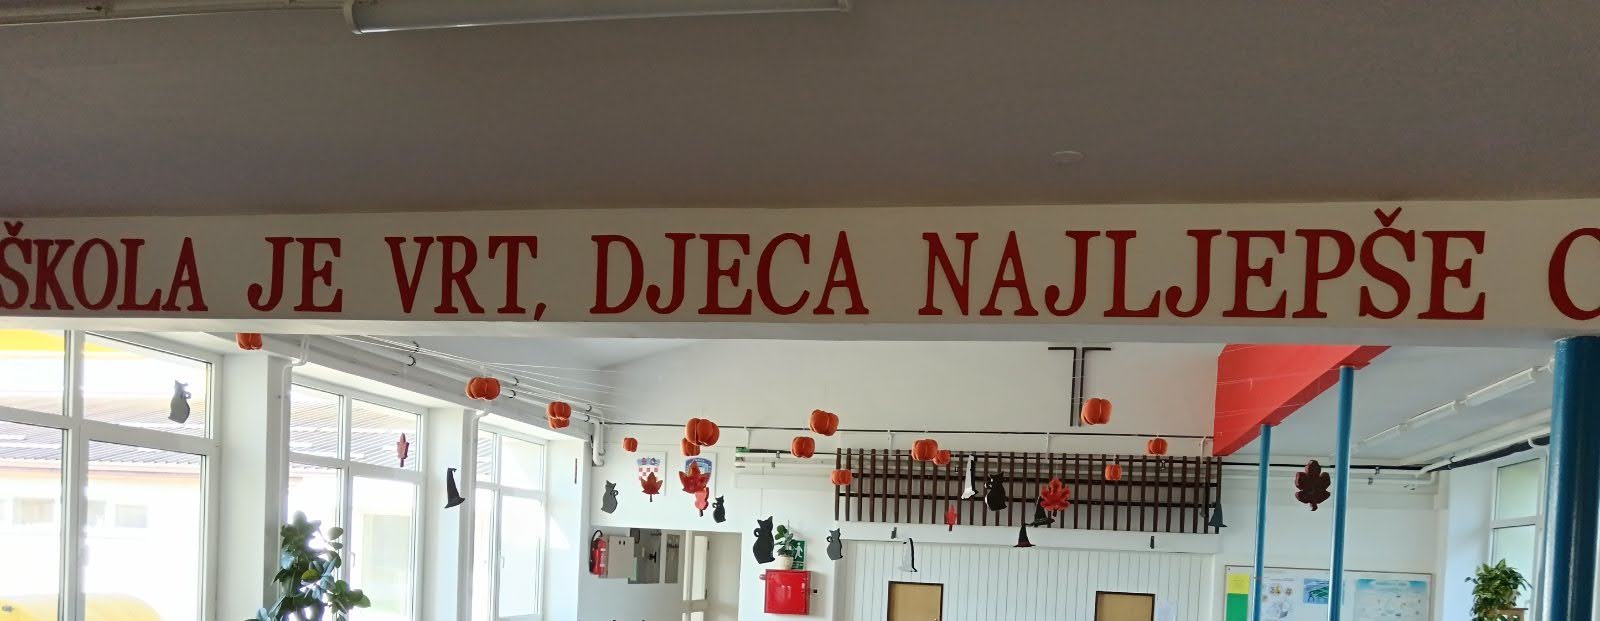 ŠKOLA JE VRT, DJECA NAJLJEPŠE